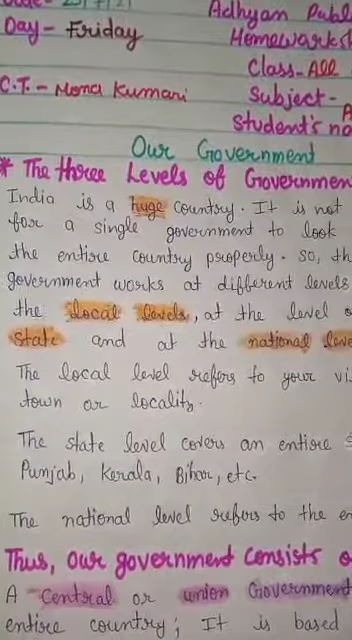 Day - Friday
Adhyan Publ
Homewarks
Class - All
C.T. - Mona Kumari
Subject -
Student's no
Our Government
* The three Levels of Governmen
India is a huge country. It is not
for a single government to look
the entire country properly. so, th
government works at different levels
the local levels, at the level o
state and at the national leve
The local level refers to your vi
town or locality.
The state level covers an entire s
Punjab, Kerala, Bihar, etc.
The national level refers to the en
Thus, our government consists o
A central or union Government
entire country; It is based